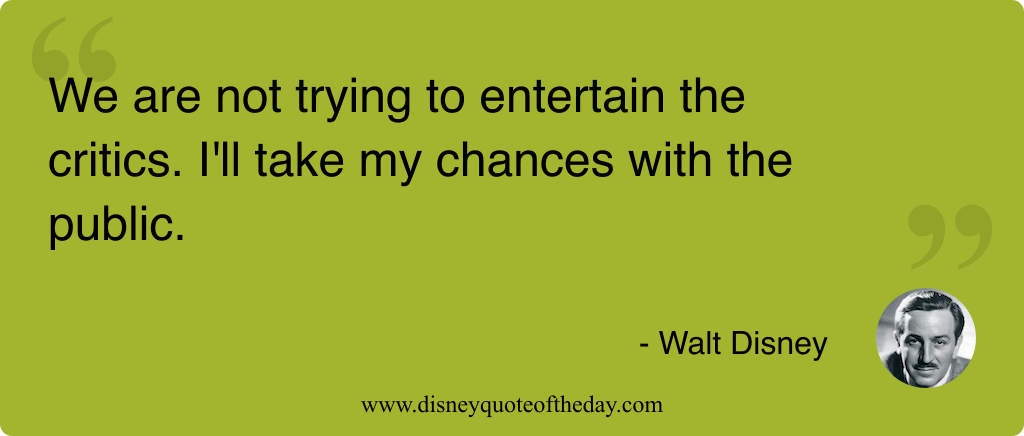 We are not trying to entertain the
critics. I'll take my chances with the
public.
- Walt Disney
www.disneyquoteoftheday.com